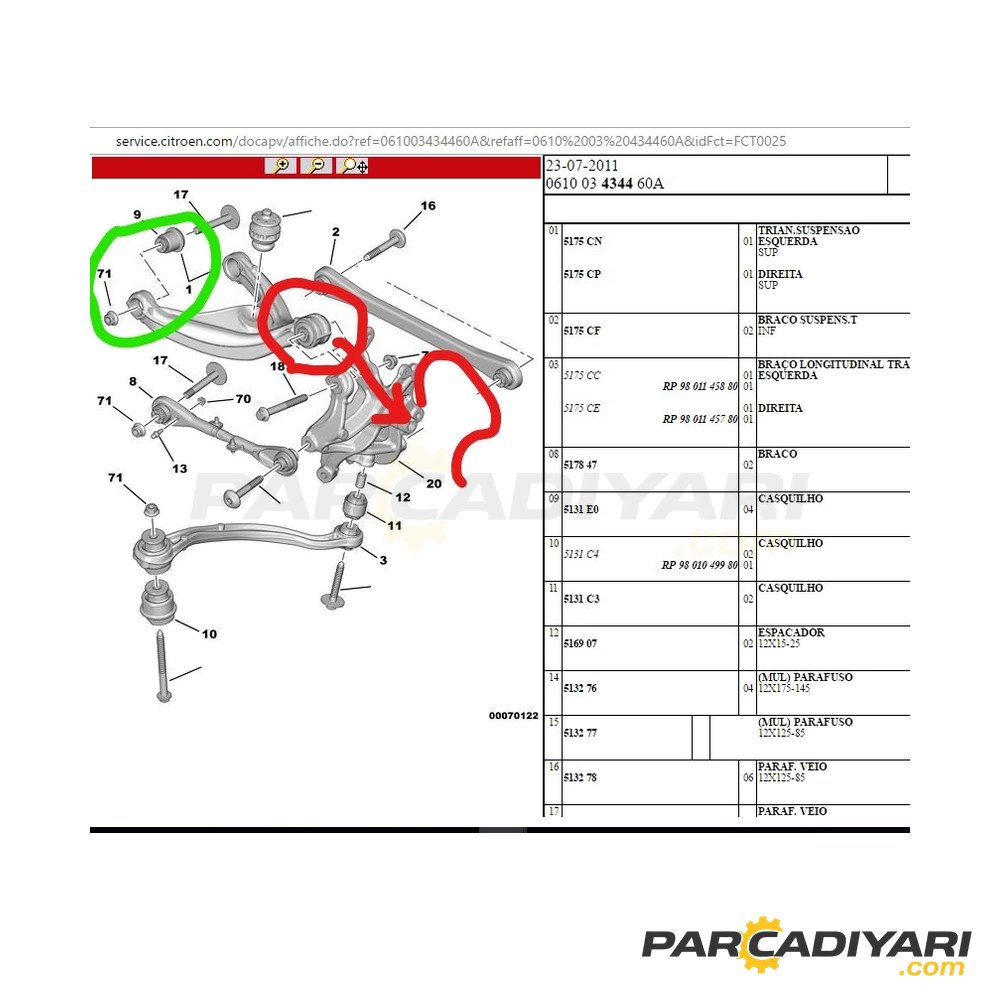 service.citroen.com/docapv/affiche.do?ref=061003434460A&refaff=0610%2003%20434460A&idFct=FCT0025
23-07-2011
0610 03 4344 60A
17
9
16
2
71
1
17
18
7
8
70
71
13
20
12
71
11
3
10
00070122
01 5175 CN 01 TRIAN.SUSPENSAO
ESQUERDA
SUP
5175 CP 01 DIREITA
SUP
02 5175 CF 02 BRACO SUSPENS.T
INF
03 BRAÇO LONGITUDINAL TRA
5175 CC 01 ESQUERDA
RP 98 011 458 80 01
5175 CE 01 DIREITA
RP 98 011 457 80 01
08 5178 47 02 BRACO
09 5131 E0 04 CASQUILHO
10 5131 C4 02 CASQUILHO
RP 98 010 499 80 01
11 5131 C3 02 CASQUILHO
12 5169 07 02 ESPACADOR
12X15-25
14 5132 76 04 (MUL) PARAFUSO
12X175-145
15 5132 77 (MUL) PARAFUSO
12X125-85
16 5132 78 06 PARAF. VEIO
12X125-85
17 PARAF. VEIO
PARCADIYARI
.com
PARCADIYARI
.com